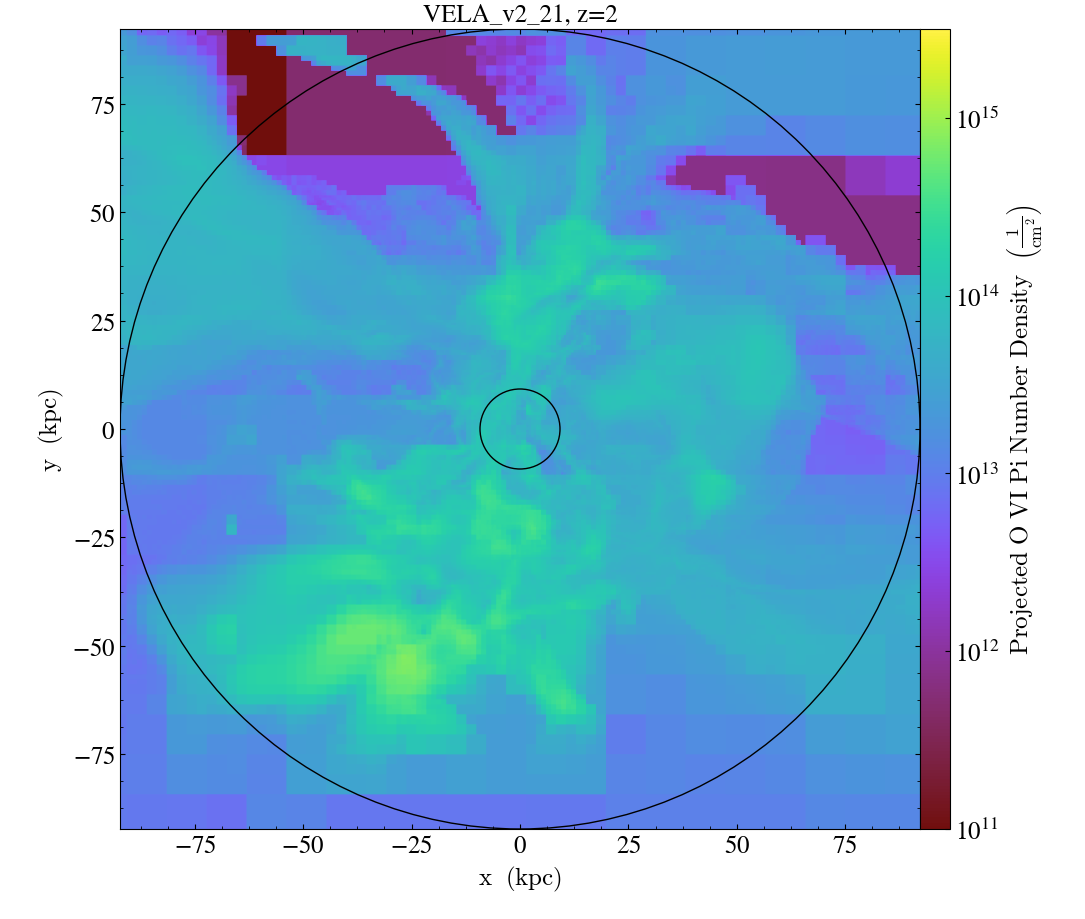 VELA_v2_21, z=2
75
50
25
0
−25
−50
−75
y (kpc)
−75 −50 −25 0 25 50 75
x (kpc)
10^15
10^14
10^13
10^12
10^11
Projected O VI Pi Number Density (1/cm^2)